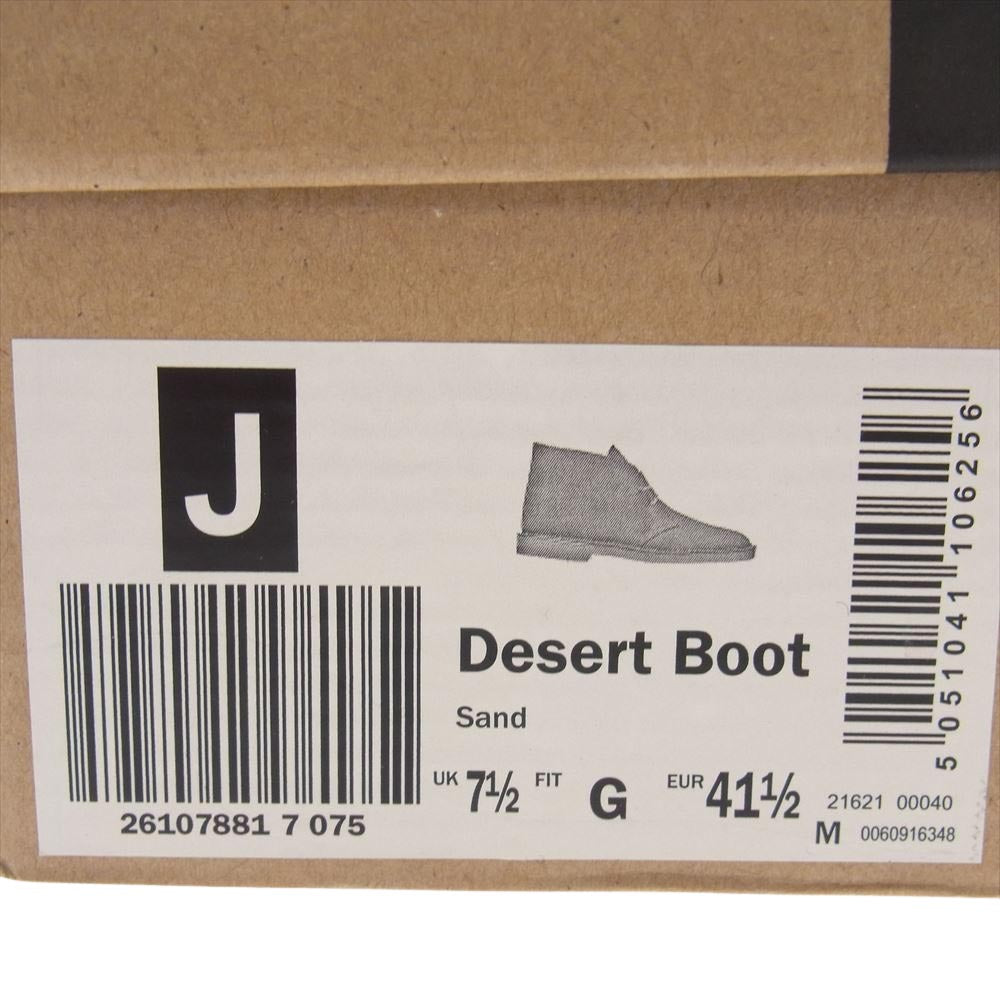 J
26107881 7 075
Desert Boot
Sand
UK 7½ FIT G EUR 41½
5 051041 106256
21621 00040
M 0060916348